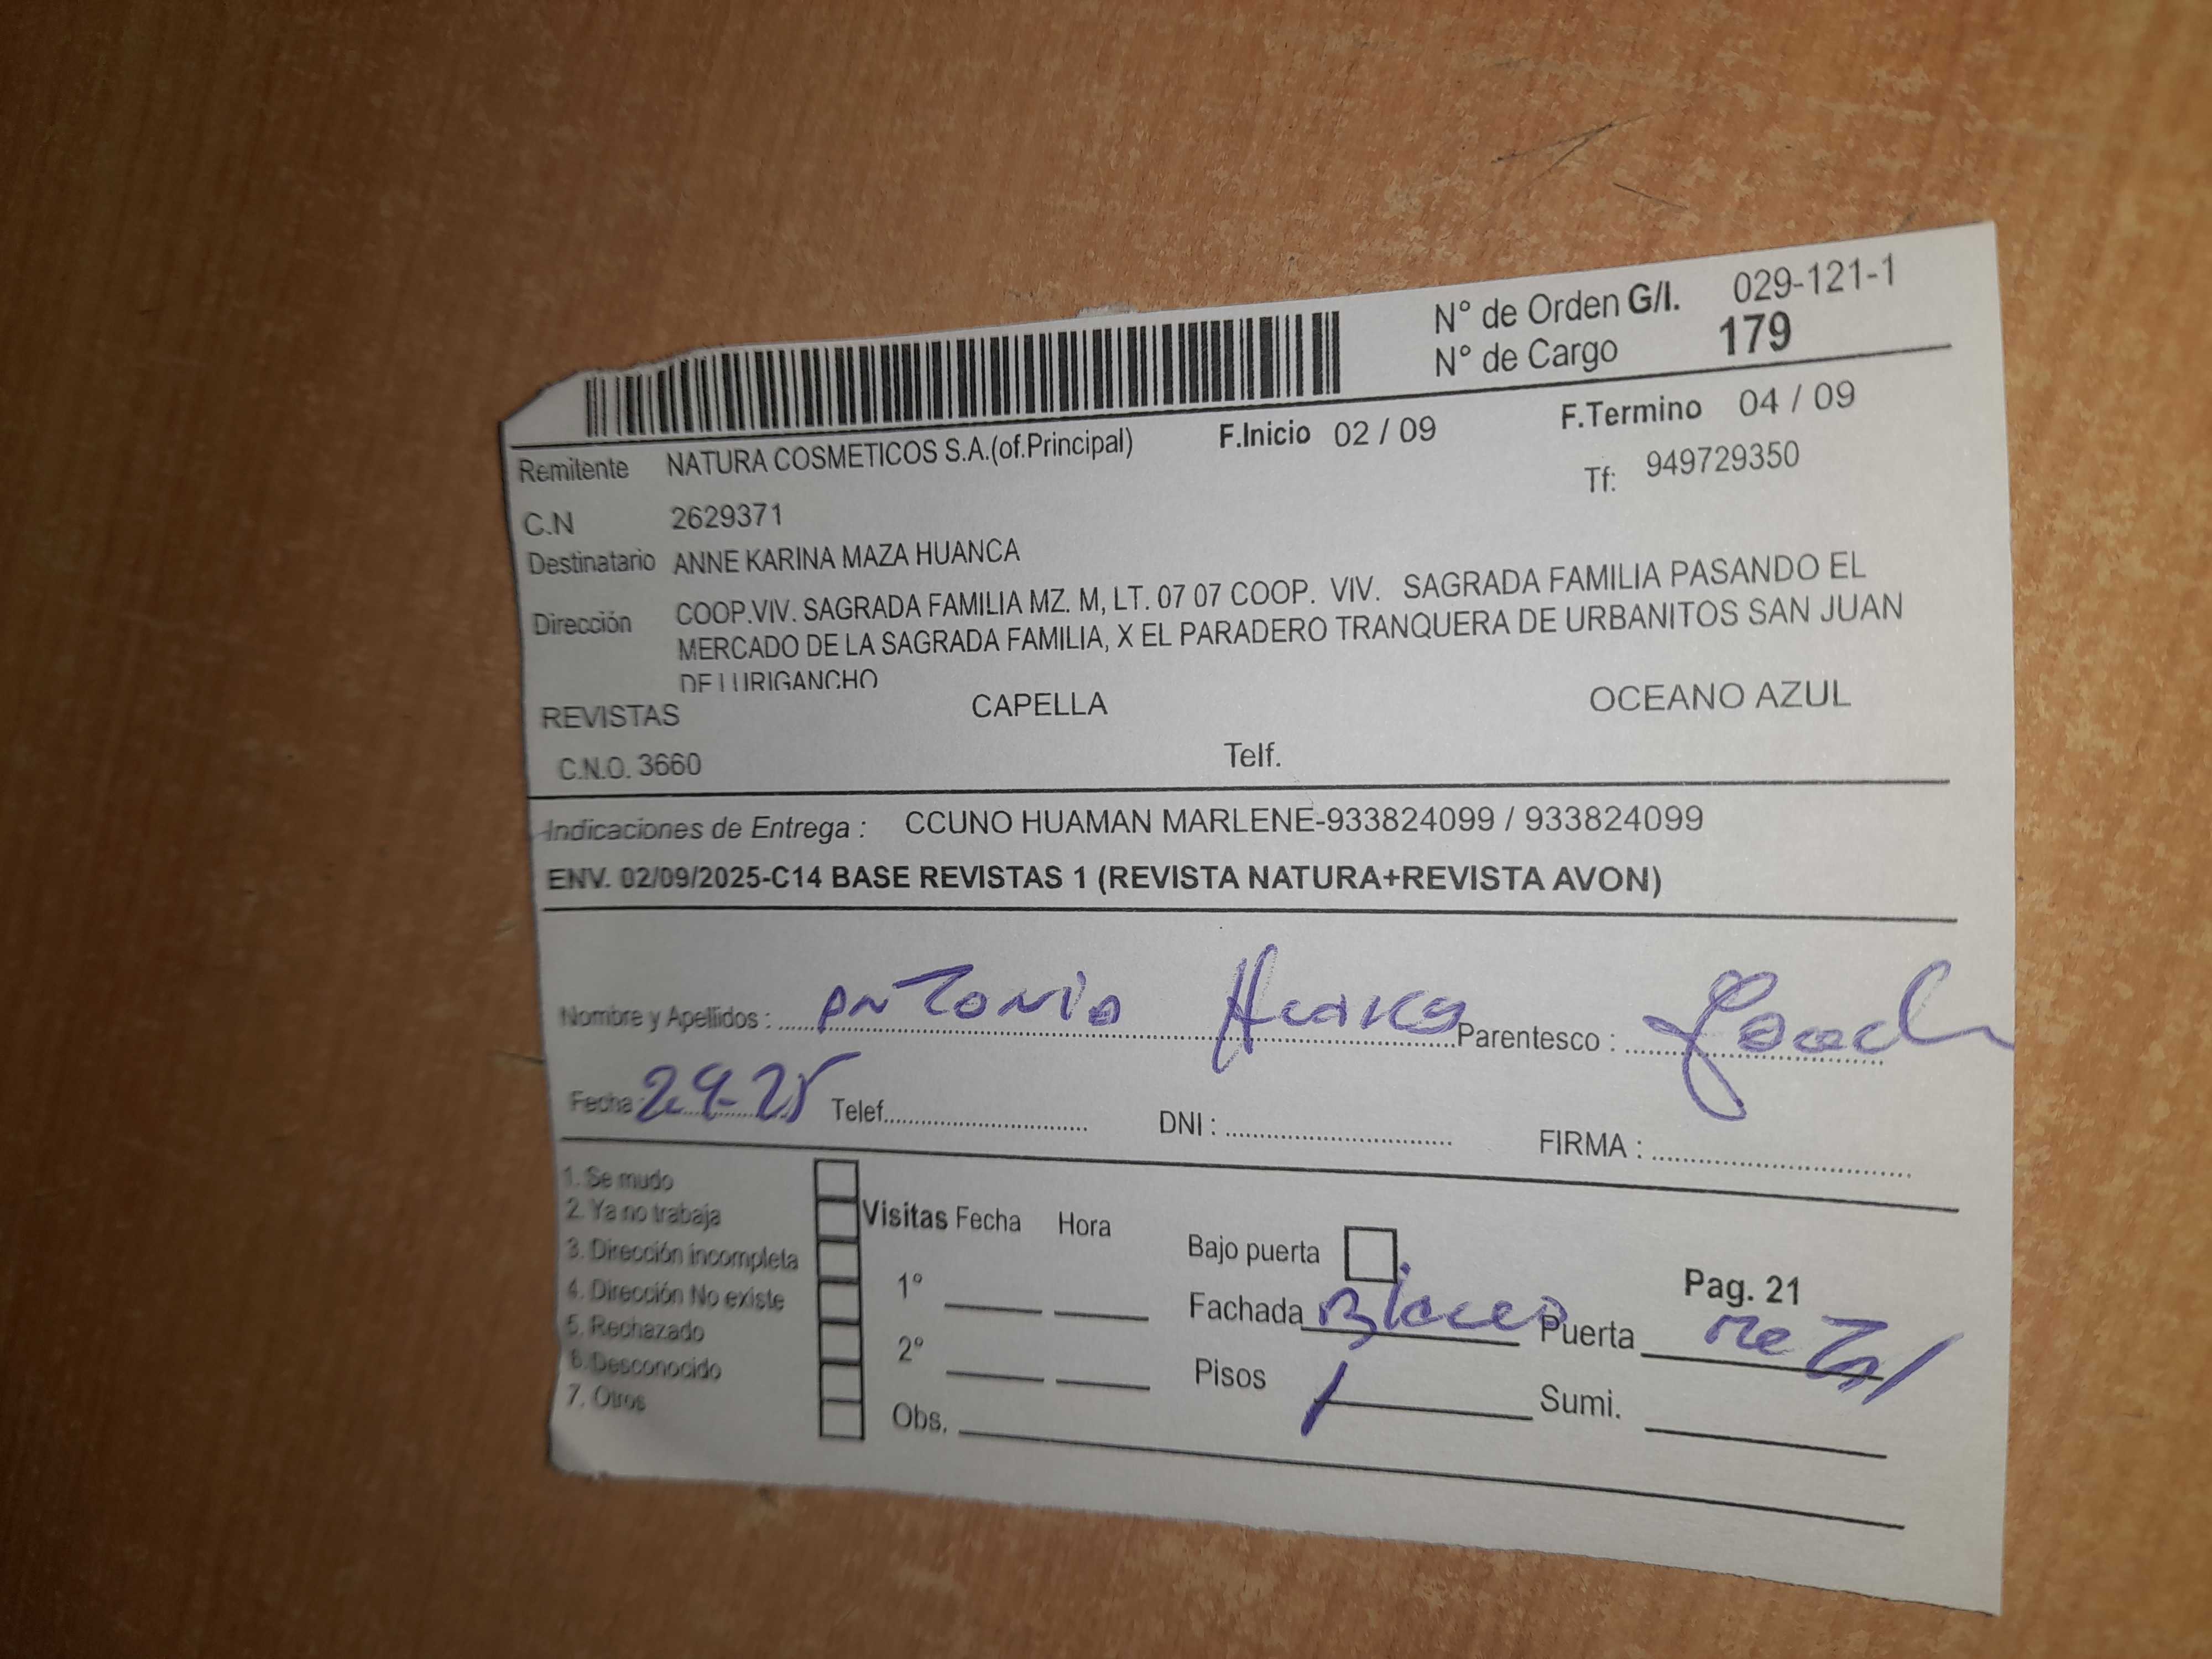 N° de Orden G/I. 029-121-1
N° de Cargo 179
Remitente NATURA COSMETICOS S.A.(of.Principal) F.Inicio 02 / 09 F.Termino 04 / 09
C.N 2629371 Tf: 949729350
Destinatario ANNE KARINA MAZA HUANCA
Dirección COOP.VIV. SAGRADA FAMILIA MZ. M, LT. 07 07 COOP. VIV. SAGRADA FAMILIA PASANDO EL
MERCADO DE LA SAGRADA FAMILIA, X EL PARADERO TRANQUERA DE URBANITOS SAN JUAN
DE LURIGANCHO
REVISTAS CAPELLA OCEANO AZUL
C.N.O. 3660 Telf.
Indicaciones de Entrega : CCUNO HUAMAN MARLENE-933824099 / 933824099
ENV. 02/09/2025-C14 BASE REVISTAS 1 (REVISTA NATURA+REVISTA AVON)
Nombre y Apellidos : Antonio Parentesco :
Fecha 2.9-25 Telef. DNI : FIRMA :
1. Se mudo
2. Ya no trabaja Visitas Fecha Hora
3. Dirección incompleta Bajo puerta
4. Dirección No existe 1° Pag. 21
5. Rechazado Fachada Blanco Puerta Metal
6. Desconocido 2° Pisos 1 Sumi.
7. Otros Obs.